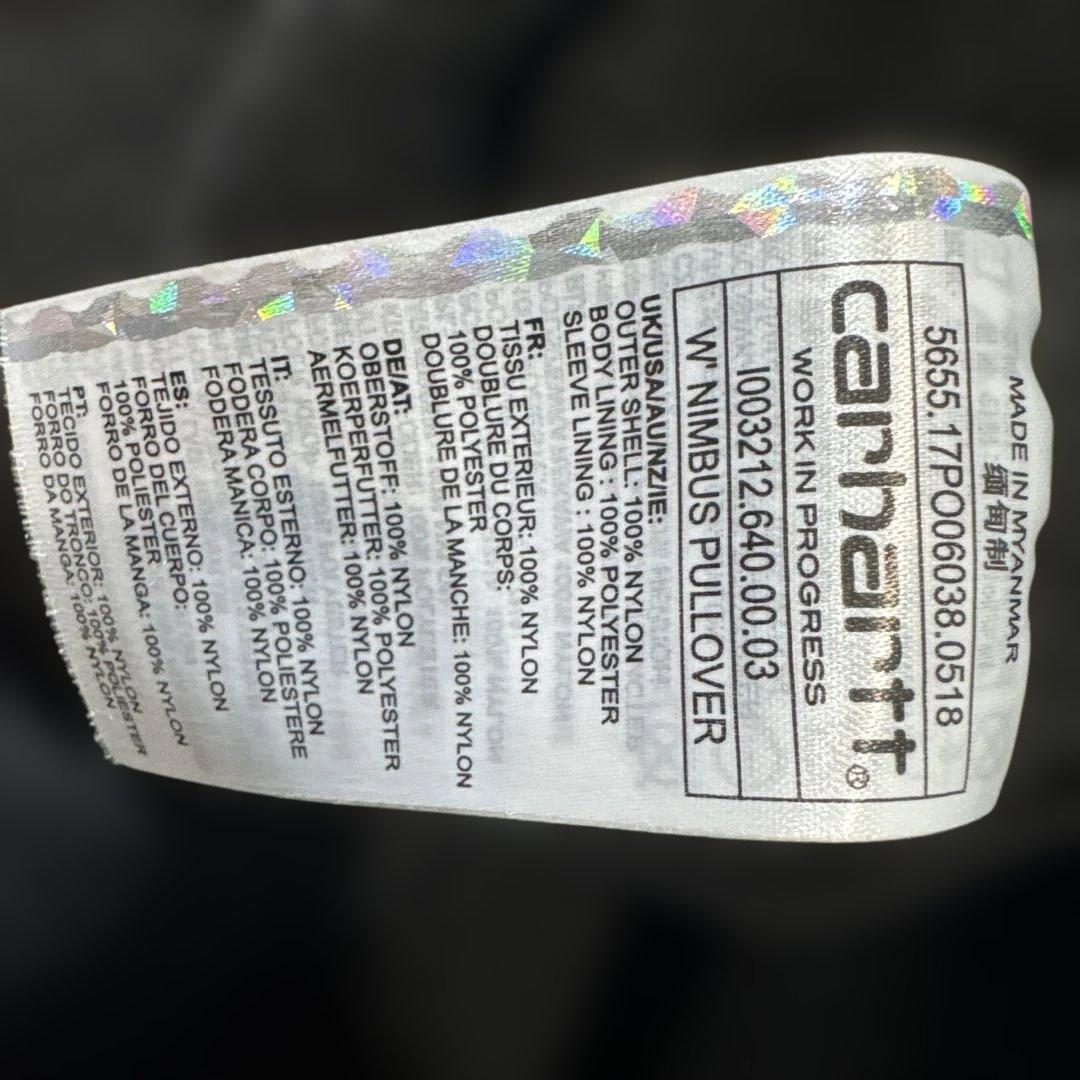 MADE IN MYANMAR
缅甸制
5655.17PO006038.0518
carhartt®
WORK IN PROGRESS
I003212.640.00.03
W' NIMBUS PULLOVER
UK/USA/AU/NZ/IE:
OUTER SHELL: 100% NYLON
BODY LINING : 100% POLYESTER
SLEEVE LINING : 100% NYLON
FR:
TISSU EXTERIEUR: 100% NYLON
DOUBLURE DU CORPS:
100% POLYESTER
DOUBLURE DE LA MANCHE: 100% NYLON
DE/AT:
OBERSTOFF: 100% NYLON
KOERPERFUTTER: 100% POLYESTER
AERMELFUTTER: 100% NYLON
IT:
TESSUTO ESTERNO: 100% NYLON
FODERA CORPO: 100% POLIESTERE
FODERA MANICA: 100% NYLON
ES:
TEJIDO EXTERNO: 100% NYLON
FORRO DEL CUERPO:
100% POLIESTER
FORRO DE LA MANGA: 100% NYLON
PT:
TECIDO EXTERIOR: 100% NYLON
FORRO DO TRONCO: 100% POLIESTER
FORRO DA MANGA: 100% NYLON